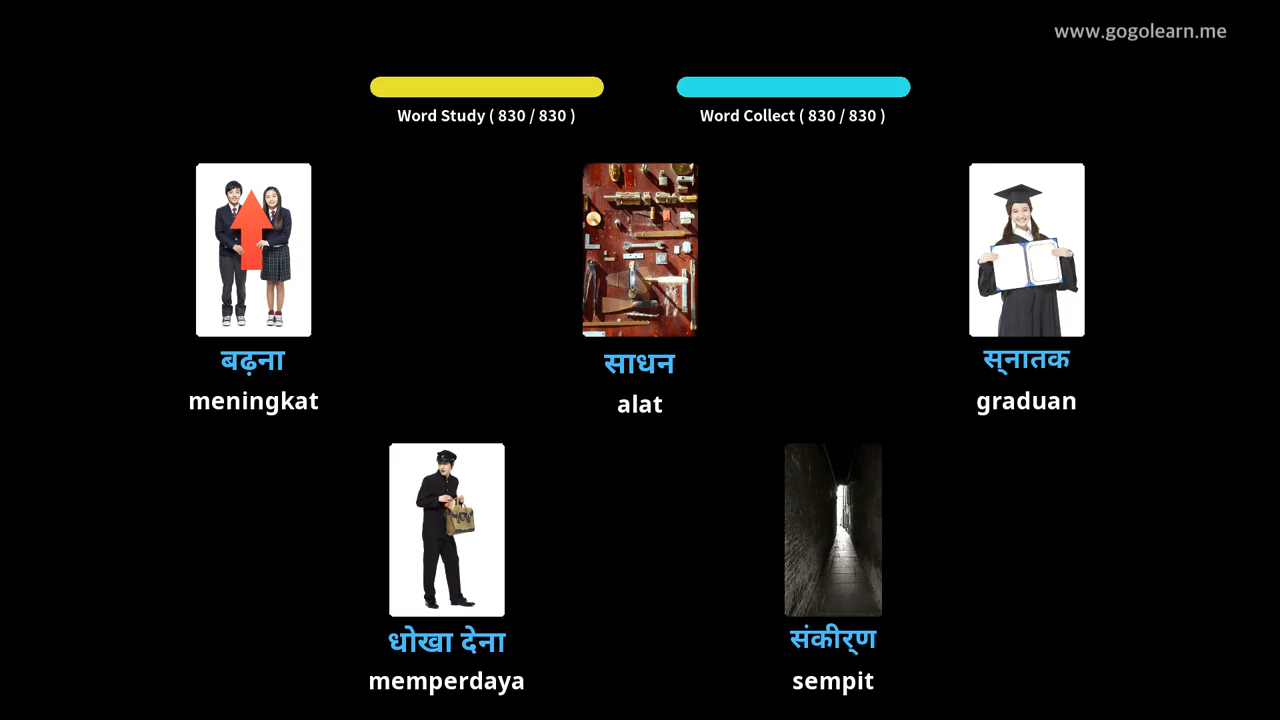 www.gogolearn.me
Word Study ( 830 / 830 )
Word Collect ( 830 / 830 )
बढ़ना
meningkat
साधन
alat
स्‌नातक
graduan
धोखा देना
memperdaya
संकीर्‌ण
sempit